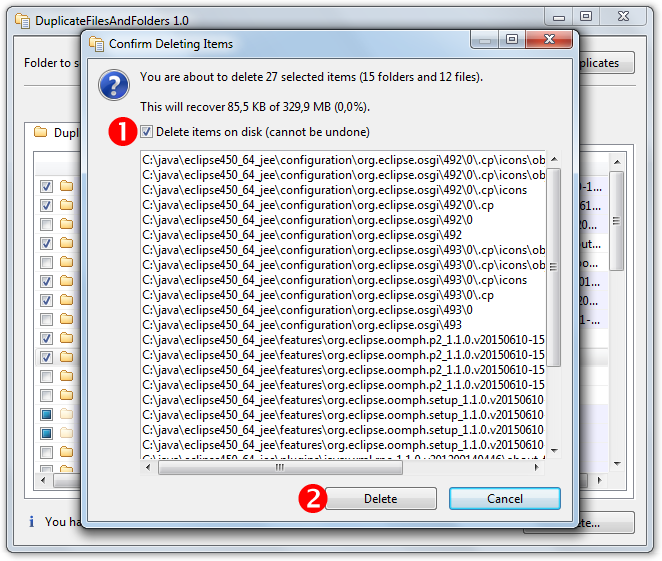 DuplicateFilesAndFolders 1.0
Confirm Deleting Items
Folder to s
plicates
You are about to delete 27 selected items (15 folders and 12 files).
This will recover 85,5 KB of 329,9 MB (0,0%).
1 Delete items on disk (cannot be undone)
Dupl
C:\java\eclipse450_64_jee\configuration\org.eclipse.osgi\492\0\.cp\icons\ob
C:\java\eclipse450_64_jee\configuration\org.eclipse.osgi\492\0\.cp\icons\ob
C:\java\eclipse450_64_jee\configuration\org.eclipse.osgi\492\0\.cp\icons
C:\java\eclipse450_64_jee\configuration\org.eclipse.osgi\492\0\.cp
C:\java\eclipse450_64_jee\configuration\org.eclipse.osgi\492\0
C:\java\eclipse450_64_jee\configuration\org.eclipse.osgi\492
C:\java\eclipse450_64_jee\configuration\org.eclipse.osgi\493\0\.cp\icons\ob
C:\java\eclipse450_64_jee\configuration\org.eclipse.osgi\493\0\.cp\icons\ob
C:\java\eclipse450_64_jee\configuration\org.eclipse.osgi\493\0\.cp\icons
C:\java\eclipse450_64_jee\configuration\org.eclipse.osgi\493\0\.cp
C:\java\eclipse450_64_jee\configuration\org.eclipse.osgi\493\0
C:\java\eclipse450_64_jee\configuration\org.eclipse.osgi\493
C:\java\eclipse450_64_jee\features\org.eclipse.oomph.p2_1.1.0.v20150610-15
C:\java\eclipse450_64_jee\features\org.eclipse.oomph.p2_1.1.0.v20150610-15
C:\java\eclipse450_64_jee\features\org.eclipse.oomph.p2_1.1.0.v20150610-15
C:\java\eclipse450_64_jee\features\org.eclipse.oomph.p2_1.1.0.v20150610-15
C:\java\eclipse450_64_jee\features\org.eclipse.oomph.setup_1.1.0.v20150610
C:\java\eclipse450_64_jee\features\org.eclipse.oomph.setup_1.1.0.v20150610
C:\java\eclipse450_64_jee\features\org.eclipse.oomph.setup_1.1.0.v20150610
C:\java\eclipse450_64_jee\features\org.eclipse.oomph.setup_1.1.0.v20150610
0-1...
61...
20...
out...
oo...
01...
20...
1-...
2 Delete
Cancel
You ha
te...